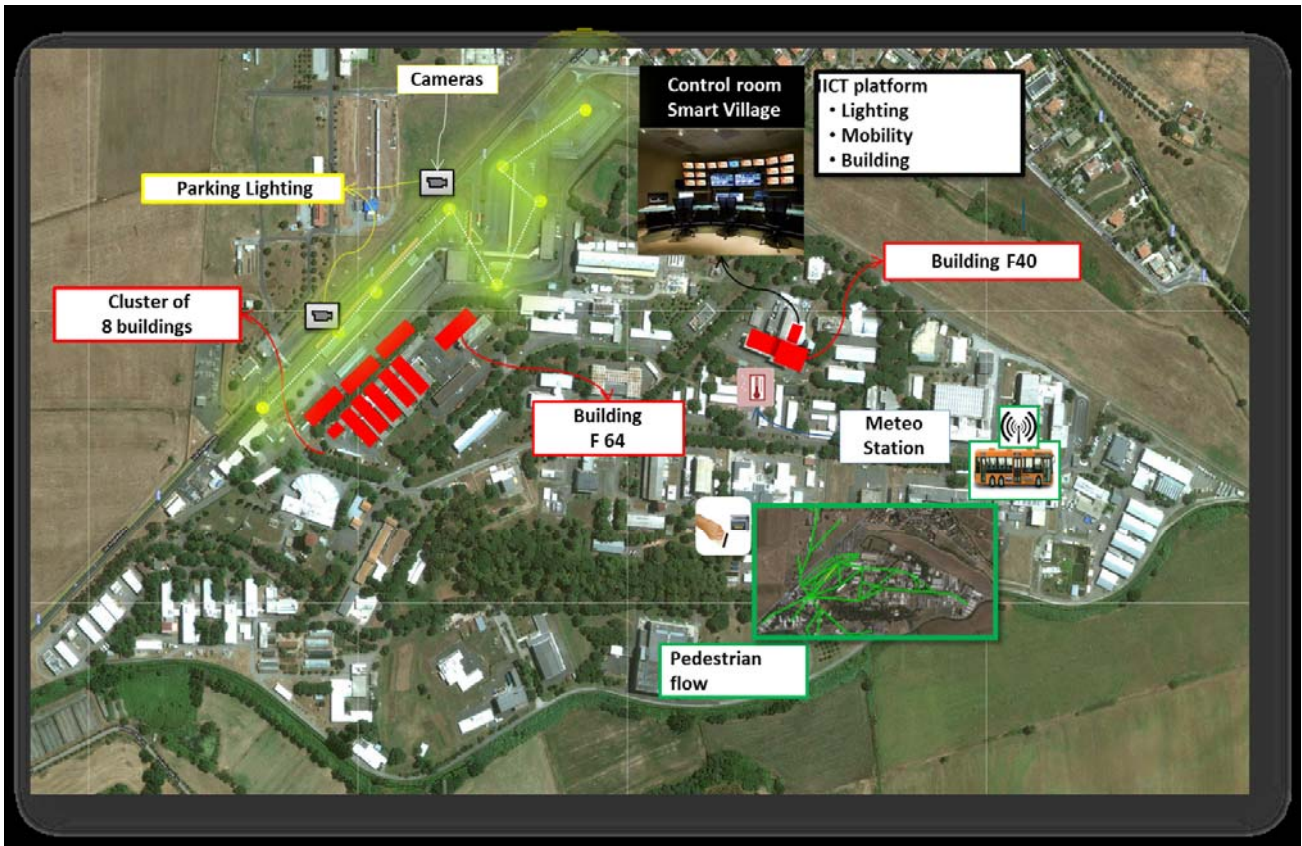 Cameras
Control room
Smart Village
ICT platform
• Lighting
• Mobility
• Building
Parking Lighting
Building F40
Cluster of
8 buildings
Building
F 64
Meteo
Station
Pedestrian
flow